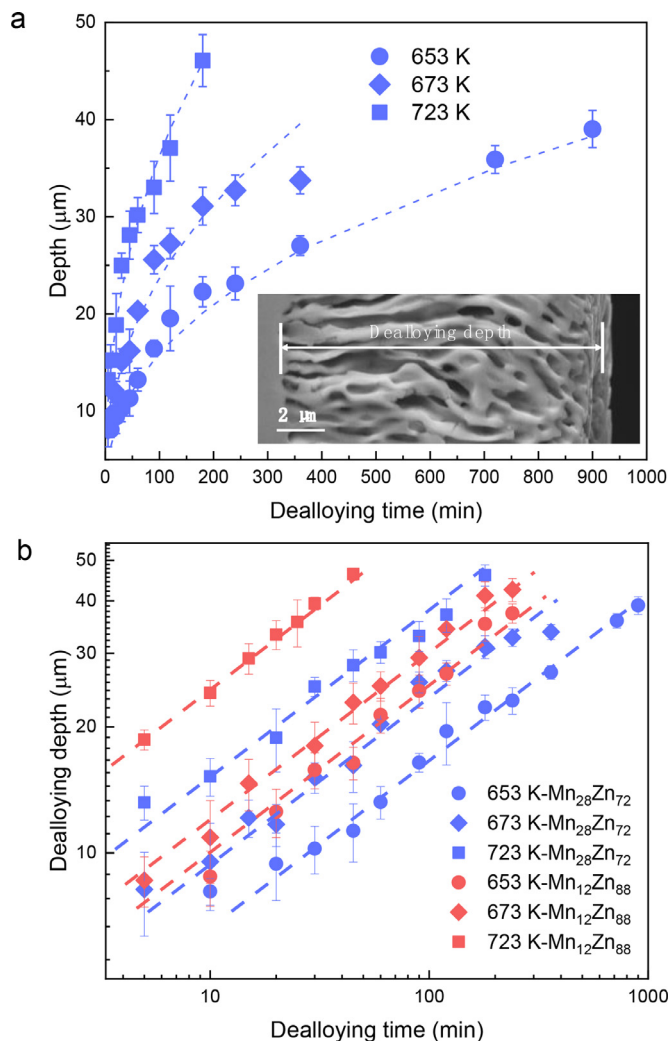 a
50
40
30
20
10
Depth (μm)
653 K
673 K
723 K
Dealloying depth
2 μm
0 100 200 300 400 500 600 700 800 900 1000
Dealloying time (min)
b
50
40
30
20
10
Dealloying depth (μm)
653 K-Mn₂₈Zn₇₂
673 K-Mn₂₈Zn₇₂
723 K-Mn₂₈Zn₇₂
653 K-Mn₁₂Zn₈₈
673 K-Mn₁₂Zn₈₈
723 K-Mn₁₂Zn₈₈
10 100 1000
Dealloying time (min)